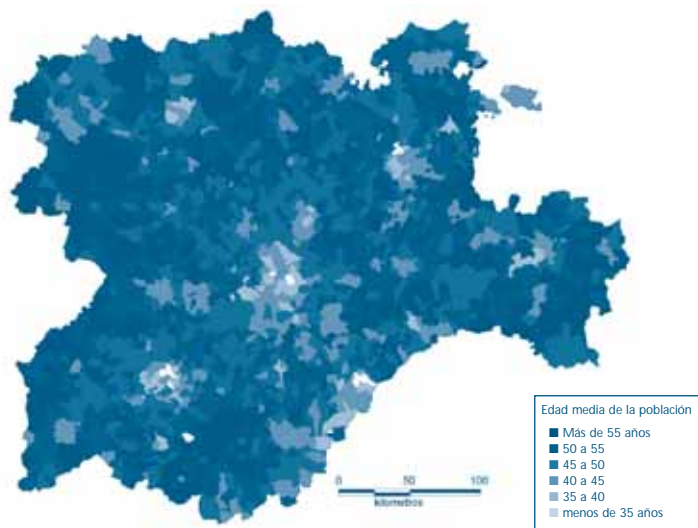 0 50 100
kilometros
Edad media de la población
Más de 55 años
50 a 55
45 a 50
40 a 45
35 a 40
menos de 35 años